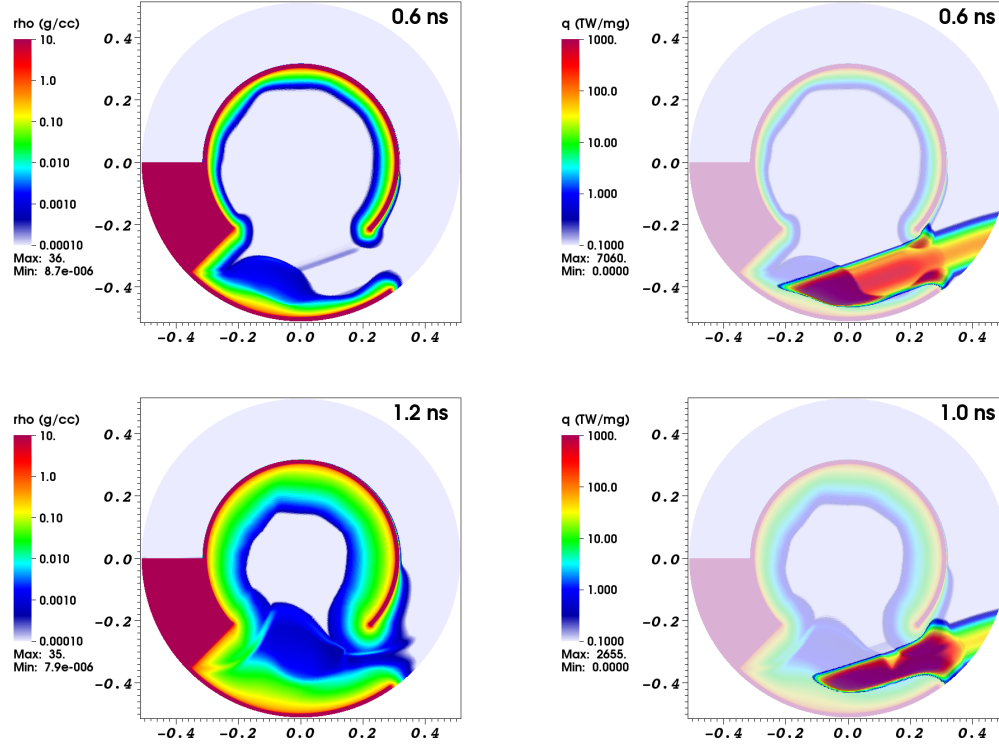 rho (g/cc)
10.
1.0
0.10
0.010
0.0010
0.00010
Max: 36.
Min: 8.7e-006
0.6 ns
0.4
0.2
0.0
−0.2
−0.4
−0.4 −0.2 0.0 0.2 0.4
q (TW/mg)
1000.
100.0
10.00
1.000
0.1000
Max: 7060.
Min: 0.0000
0.6 ns
0.4
0.2
0.0
−0.2
−0.4
−0.4 −0.2 0.0 0.2 0.4
rho (g/cc)
10.
1.0
0.10
0.010
0.0010
0.00010
Max: 35.
Min: 7.9e-006
1.2 ns
0.4
0.2
0.0
−0.2
−0.4
−0.4 −0.2 0.0 0.2 0.4
q (TW/mg)
1000.
100.0
10.00
1.000
0.1000
Max: 2655.
Min: 0.0000
1.0 ns
0.4
0.2
0.0
−0.2
−0.4
−0.4 −0.2 0.0 0.2 0.4